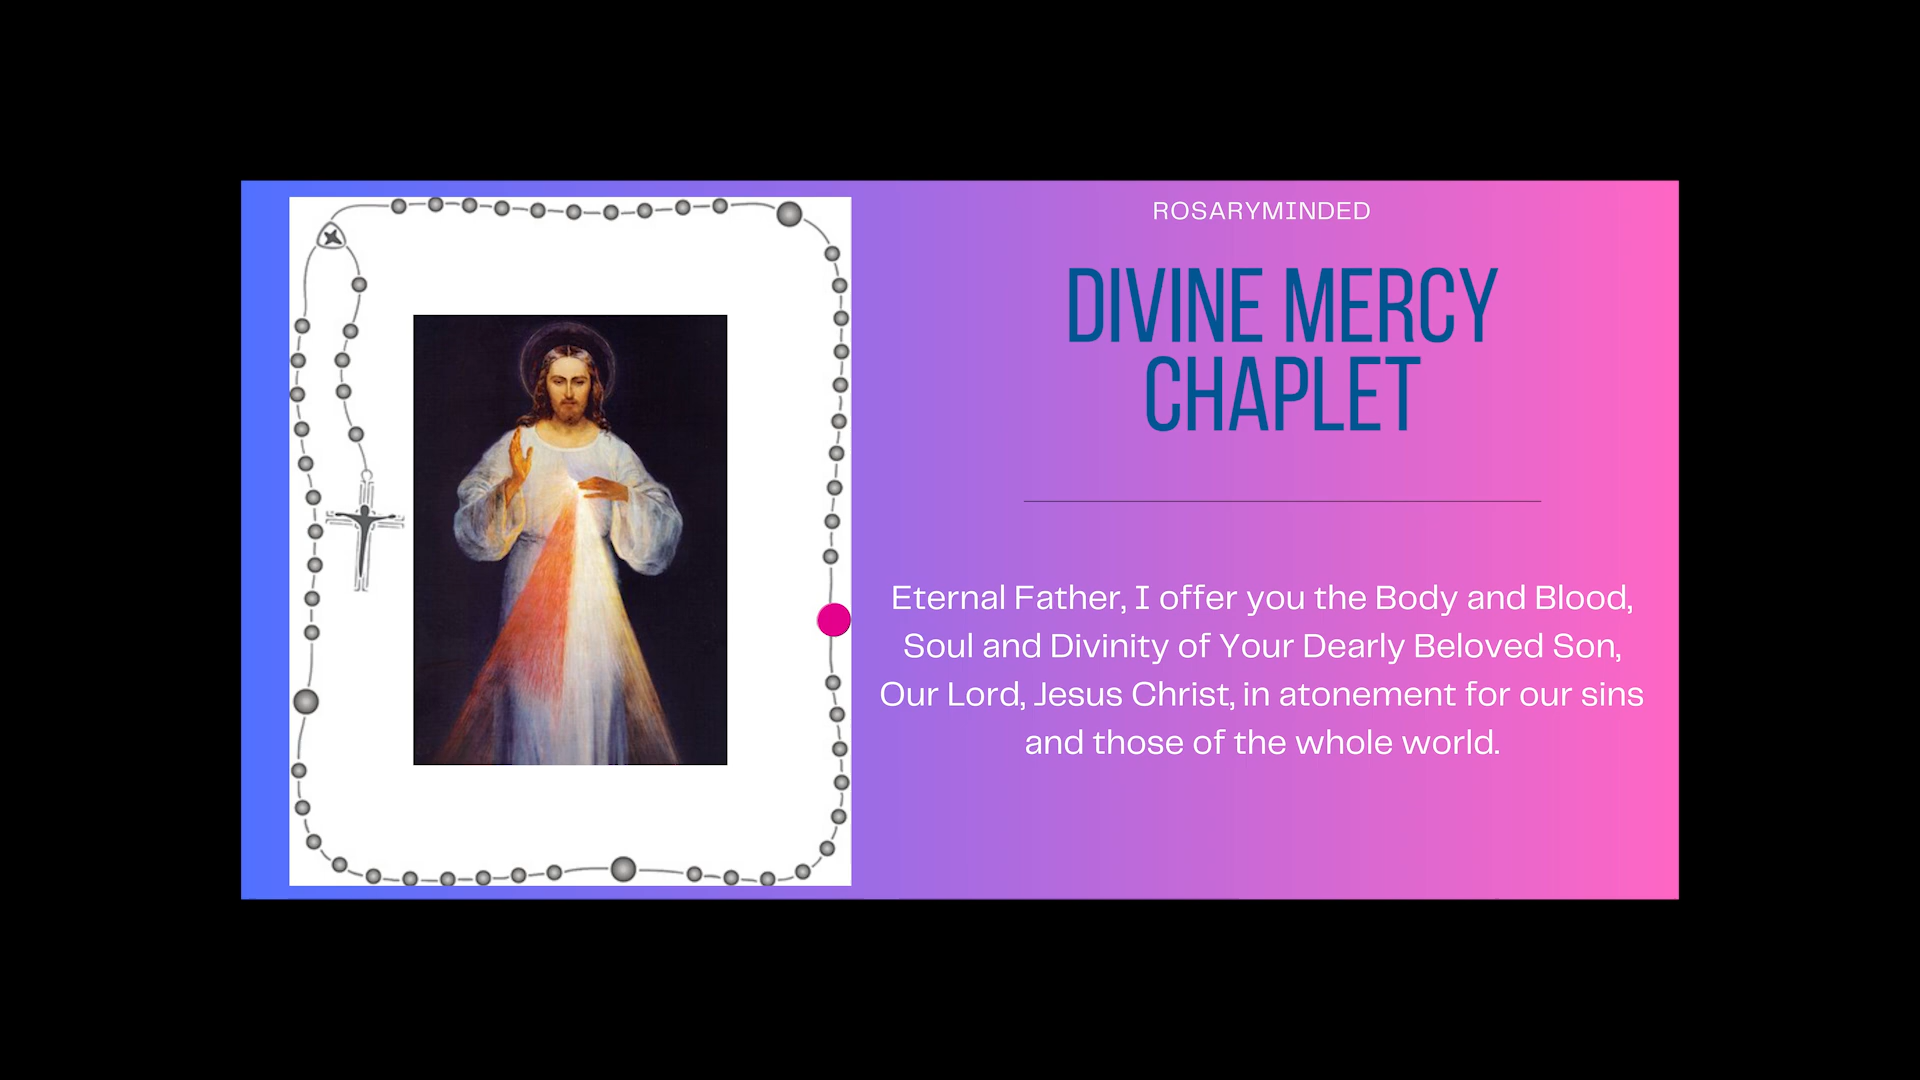 ROSARYMINDED
DIVINE MERCY
CHAPLET
Eternal Father, I offer you the Body and Blood,
Soul and Divinity of Your Dearly Beloved Son,
Our Lord, Jesus Christ, in atonement for our sins
and those of the whole world.